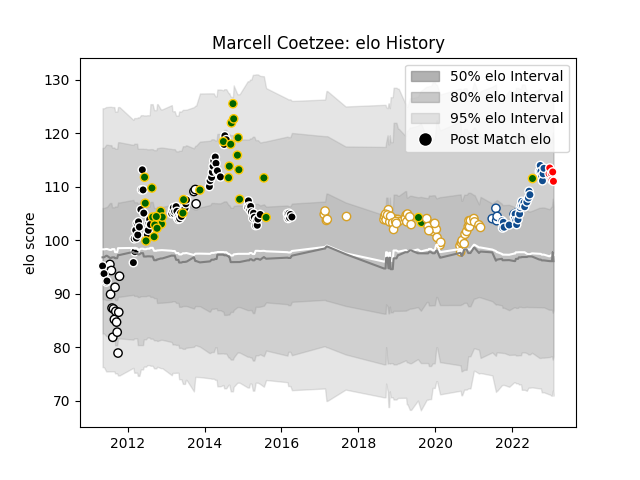 Marcell Coetzee: elo History
50% elo Interval
80% elo Interval
95% elo Interval
Post Match elo
elo score
130
120
110
100
90
80
70
2012
2014
2016
2018
2020
2022